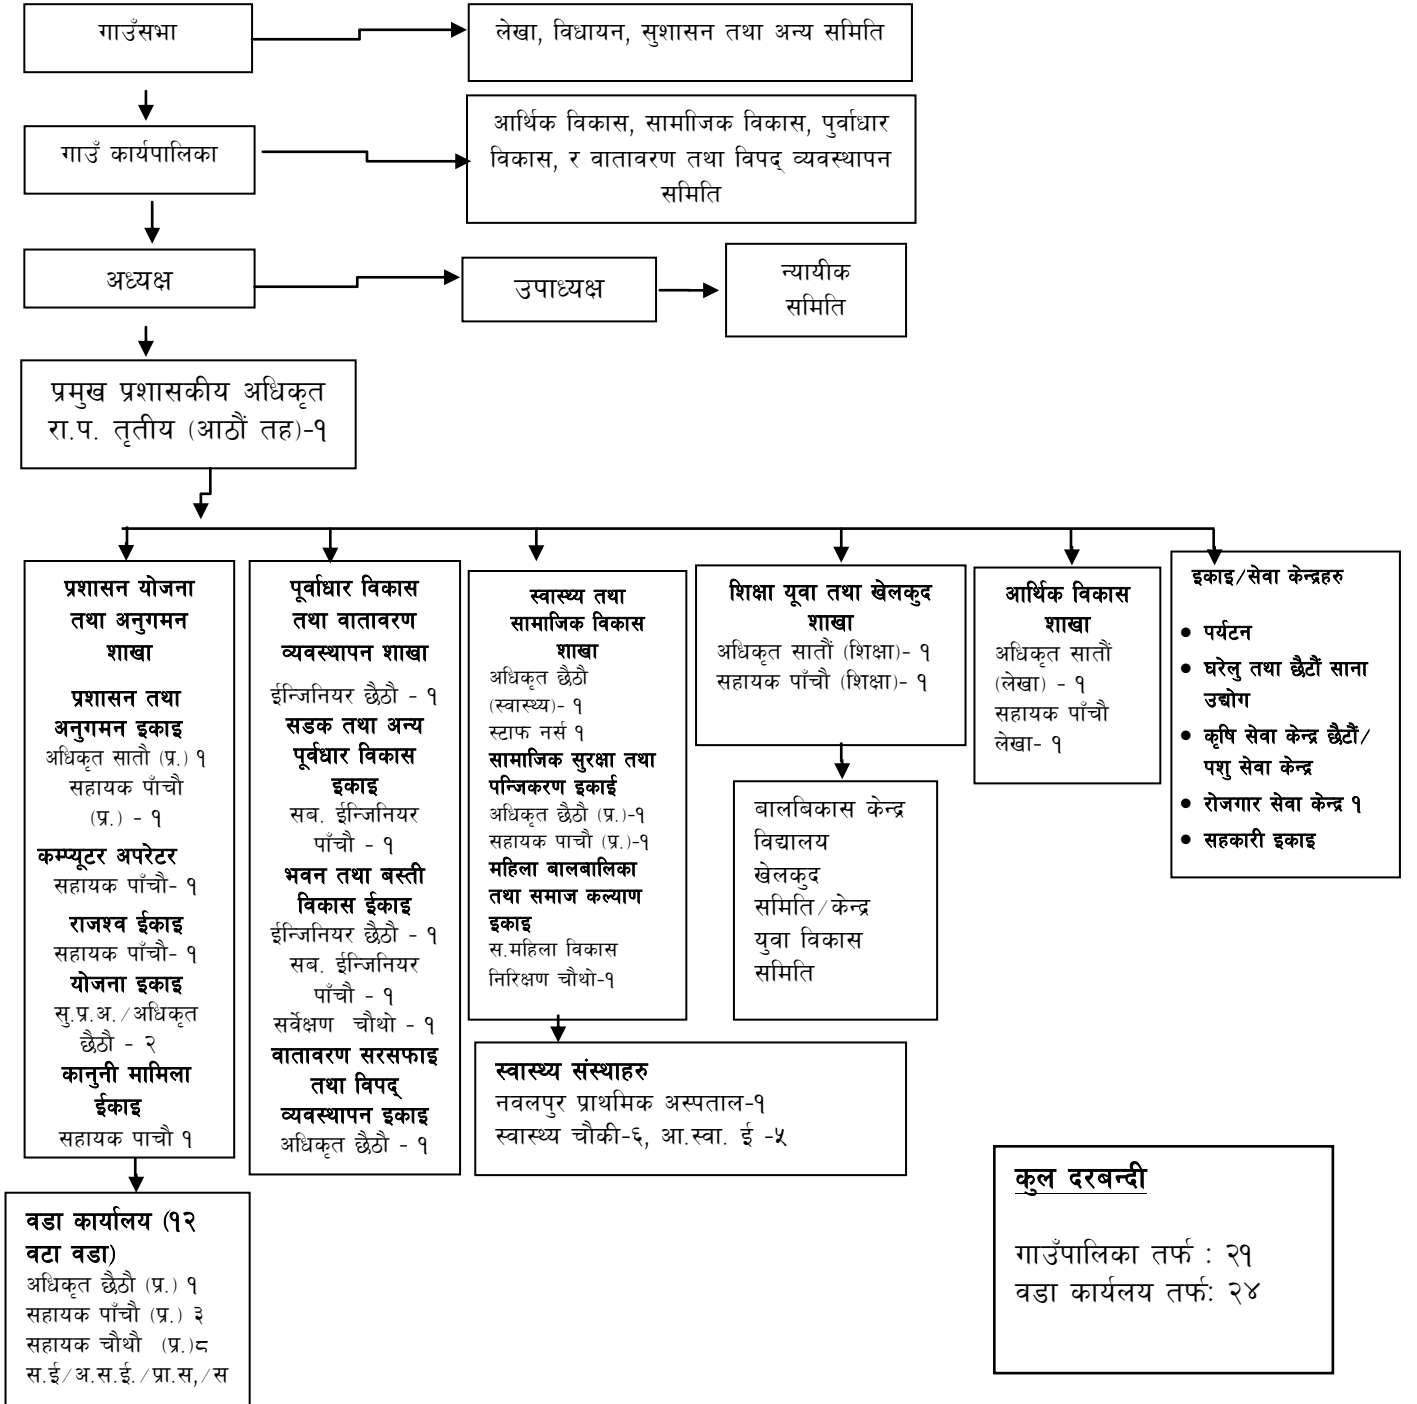 गाउँसभा
लेखा, विधायन, सुशासन तथा अन्य समिति
गाउँ कार्यपालिका
आर्थिक विकास, सामाजिक विकास, पुर्वाधार
विकास, र वातावरण तथा विपद् व्यवस्थापन
समिति
अध्यक्ष
उपाध्यक्ष
न्यायीक
समिति
प्रमुख प्रशासकीय अधिकृत
रा.प. तृतीय (आठौं तह)-१
प्रशासन योजना
तथा अनुगमन
शाखा
प्रशासन तथा
अनुगमन इकाइ
अधिकृत सातौ (प्र.) १
सहायक पाँचौ
(प्र.) - १
कम्प्यूटर अपरेटर
सहायक पाँचौ- १
राजश्व ईकाइ
सहायक पाँचौ- १
योजना इकाइ
सु.प्र.अ./अधिकृत
छैठौ - २
कानुनी मामिला
ईकाइ
सहायक पाचौ १
पूर्वाधार विकास
तथा वातावरण
व्यवस्थापन शाखा
ईन्जिनियर छैठौ - १
सडक तथा अन्य
पूर्वधार विकास
इकाइ
सब. ईन्जिनियर
पाँचौ - १
भवन तथा बस्ती
विकास ईकाइ
ईन्जिनियर छैठौ - १
सब. ईन्जिनियर
पाँचौ - १
सर्वेक्षण चौथो - १
वातावरण सरसफाइ
तथा विपद्
व्यवस्थापन इकाइ
अधिकृत छैठौ - १
स्वास्थ्य तथा
सामाजिक विकास
शाखा
अधिकृत छैठौ
(स्वास्थ्य)- १
स्टाफ नर्स १
सामाजिक सुरक्षा तथा
पन्जिकरण इकाई
अधिकृत छैठौ (प्र.)-१
सहायक पाचौ (प्र.)-१
महिला बालबालिका
तथा समाज कल्याण
इकाइ
स.महिला विकास
निरिक्षण चौथो-१
शिक्षा यूवा तथा खेलकुद
शाखा
अधिकृत सातौं (शिक्षा)- १
सहायक पाँचौ (शिक्षा)- १
आर्थिक विकास
शाखा
अधिकृत सातौं
(लेखा) - १
सहायक पाँचौ
लेखा- १
इकाइ/सेवा केन्द्रहरु
• पर्यटन
• घरेलु तथा छैटौं साना
उद्योग
• कृषि सेवा केन्द्र छैटौं/
पशु सेवा केन्द्र
• रोजगार सेवा केन्द्र १
• सहकारी इकाइ
बालबिकास केन्द्र
विद्यालय
खेलकुद
समिति/केन्द्र
युवा विकास
समिति
स्वास्थ्य संस्थाहरु
नवलपुर प्राथमिक अस्पताल-१
स्वास्थ्य चौकी-६, आ.स्वा. ई -५
वडा कार्यालय (१२
वटा वडा)
अधिकृत छैठौ (प्र.) १
सहायक पाँचौ (प्र.) ३
सहायक चौथौ (प्र.)८
स.ई/अ.स.ई./प्रा.स,/स
कुल दरबन्दी
गाउँपालिका तर्फ : २१
वडा कार्यलय तर्फ: २४